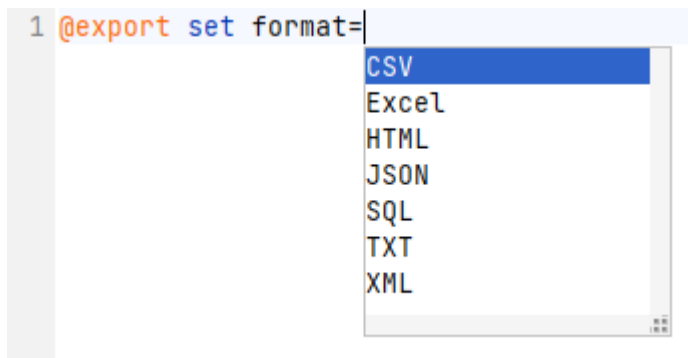 1 @export set format=
CSV
Excel
HTML
JSON
SQL
TXT
XML